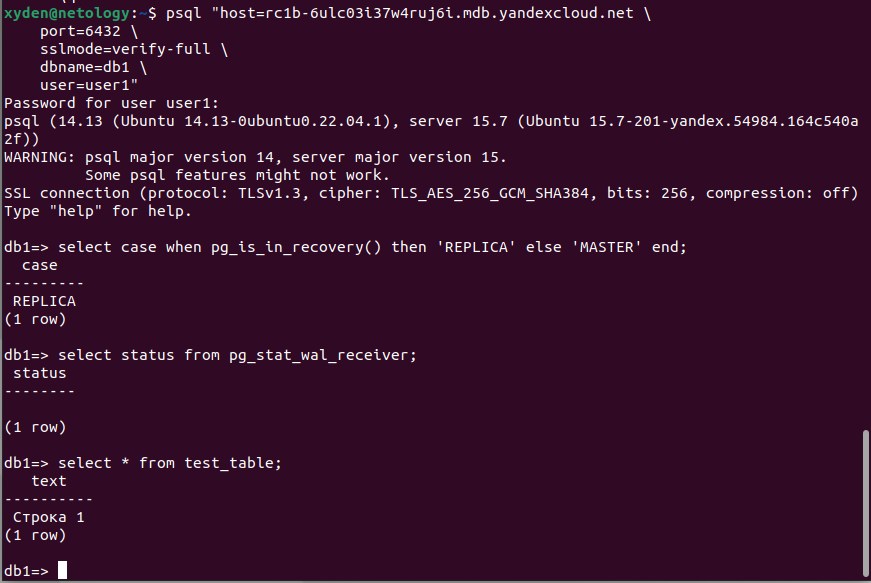 xyden@netology:~$ psql "host=rc1b-6ulc03i37w4ruj6i.mdb.yandexcloud.net \
    port=6432 \
    sslmode=verify-full \
    dbname=db1 \
    user=user1"
Password for user user1:
psql (14.13 (Ubuntu 14.13-0ubuntu0.22.04.1), server 15.7 (Ubuntu 15.7-201-yandex.54984.164c540a
2f))
WARNING: psql major version 14, server major version 15.
         Some psql features might not work.
SSL connection (protocol: TLSv1.3, cipher: TLS_AES_256_GCM_SHA384, bits: 256, compression: off)
Type "help" for help.

db1=> select case when pg_is_in_recovery() then 'REPLICA' else 'MASTER' end;
  case
---------
 REPLICA
(1 row)

db1=> select status from pg_stat_wal_receiver;
 status
--------

(1 row)

db1=> select * from test_table;
   text
----------
 Строка 1
(1 row)

db1=>